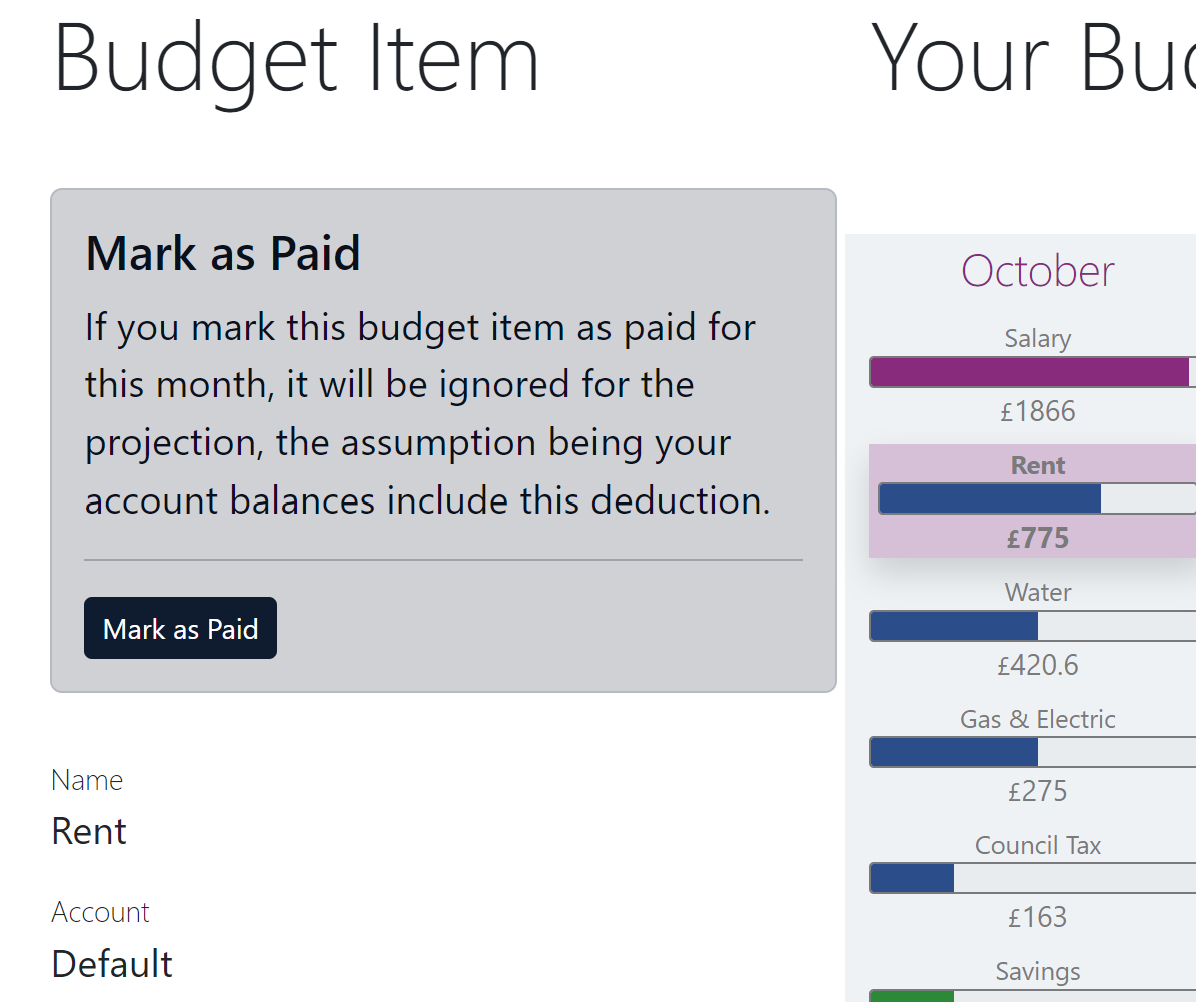 Budget Item
Mark as Paid
If you mark this budget item as paid for
this month, it will be ignored for the
projection, the assumption being your
account balances include this deduction.
Mark as Paid
Name
Rent
Account
Default
Your
October
Salary
£1866
Rent
£775
Water
£420.6
Gas & Electric
£275
Council Tax
£163
Savings